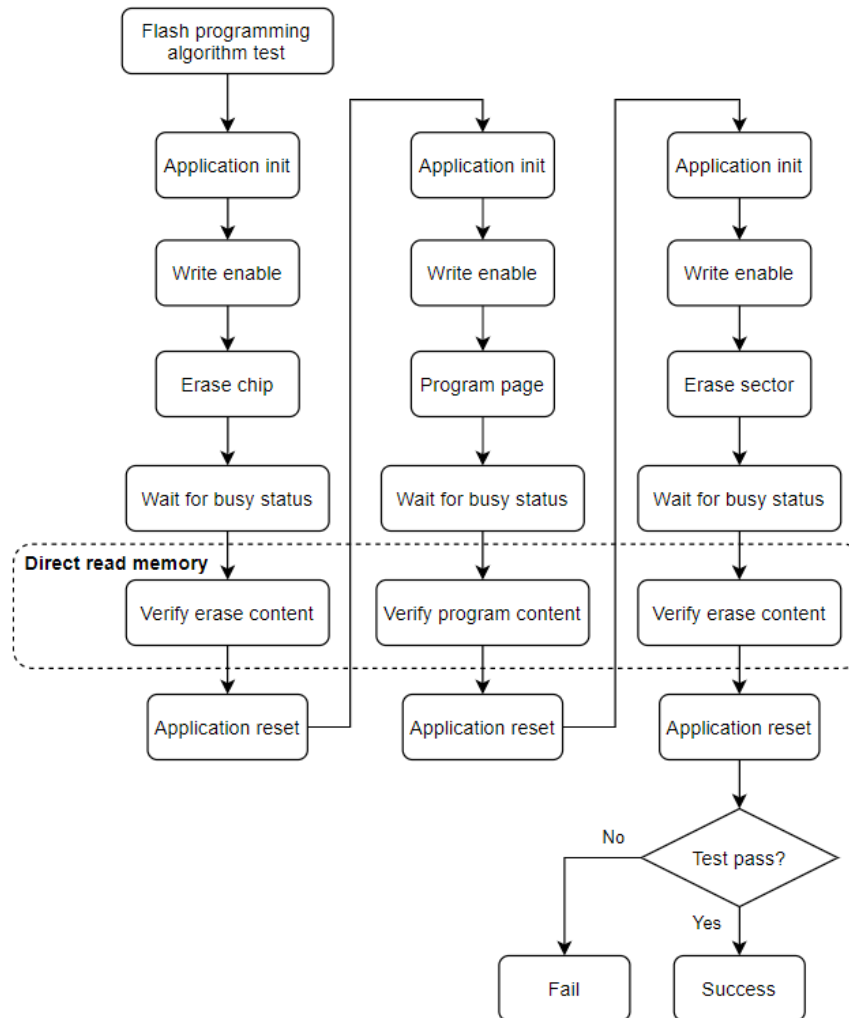 Flash programming
algorithm test
Application init
Write enable
Erase chip
Wait for busy status
Direct read memory
Verify erase content
Application reset
Application init
Write enable
Program page
Wait for busy status
Verify program content
Application reset
Application init
Write enable
Erase sector
Wait for busy status
Verify erase content
Application reset
Test pass?
No
Yes
Fail
Success